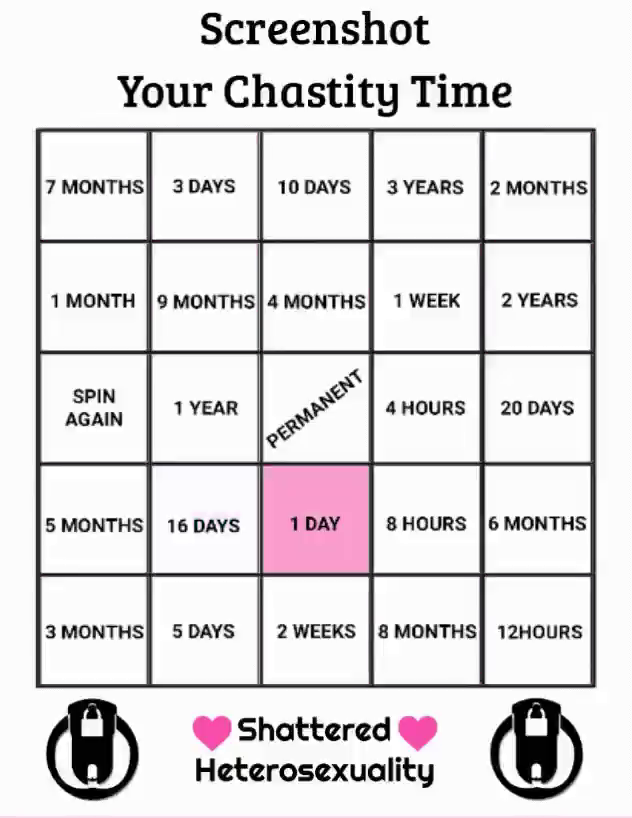 Screenshot
Your Chastity Time
7 MONTHS 3 DAYS 10 DAYS 3 YEARS 2 MONTHS
1 MONTH 9 MONTHS 4 MONTHS 1 WEEK 2 YEARS
SPIN
AGAIN 1 YEAR PERMANENT 4 HOURS 20 DAYS
5 MONTHS 16 DAYS 1 DAY 8 HOURS 6 MONTHS
3 MONTHS 5 DAYS 2 WEEKS 8 MONTHS 12HOURS
Shattered
Heterosexuality